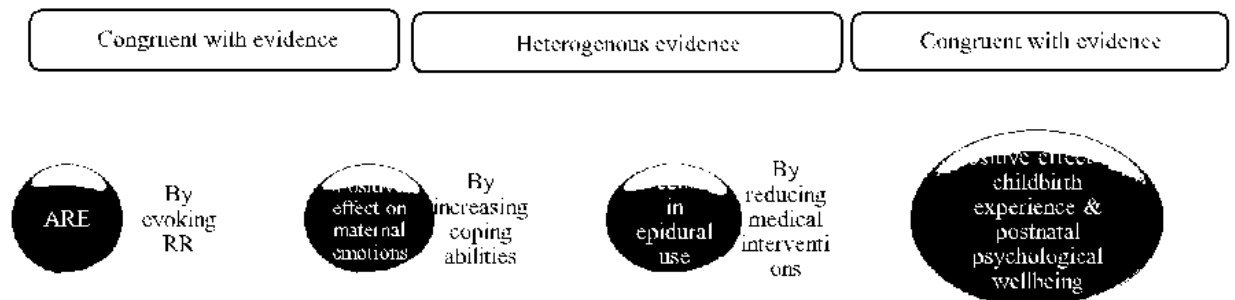 Congruent with evidence
Heterogenous evidence
Congruent with evidence
ARE
By
evoking
RR
Positive
effect on
maternal
emotions
By
increasing
coping
abilities
in
epidural
use
By
reducing
medical
interventi
ons
childbirth
experience &
postnatal
psychological
wellbeing